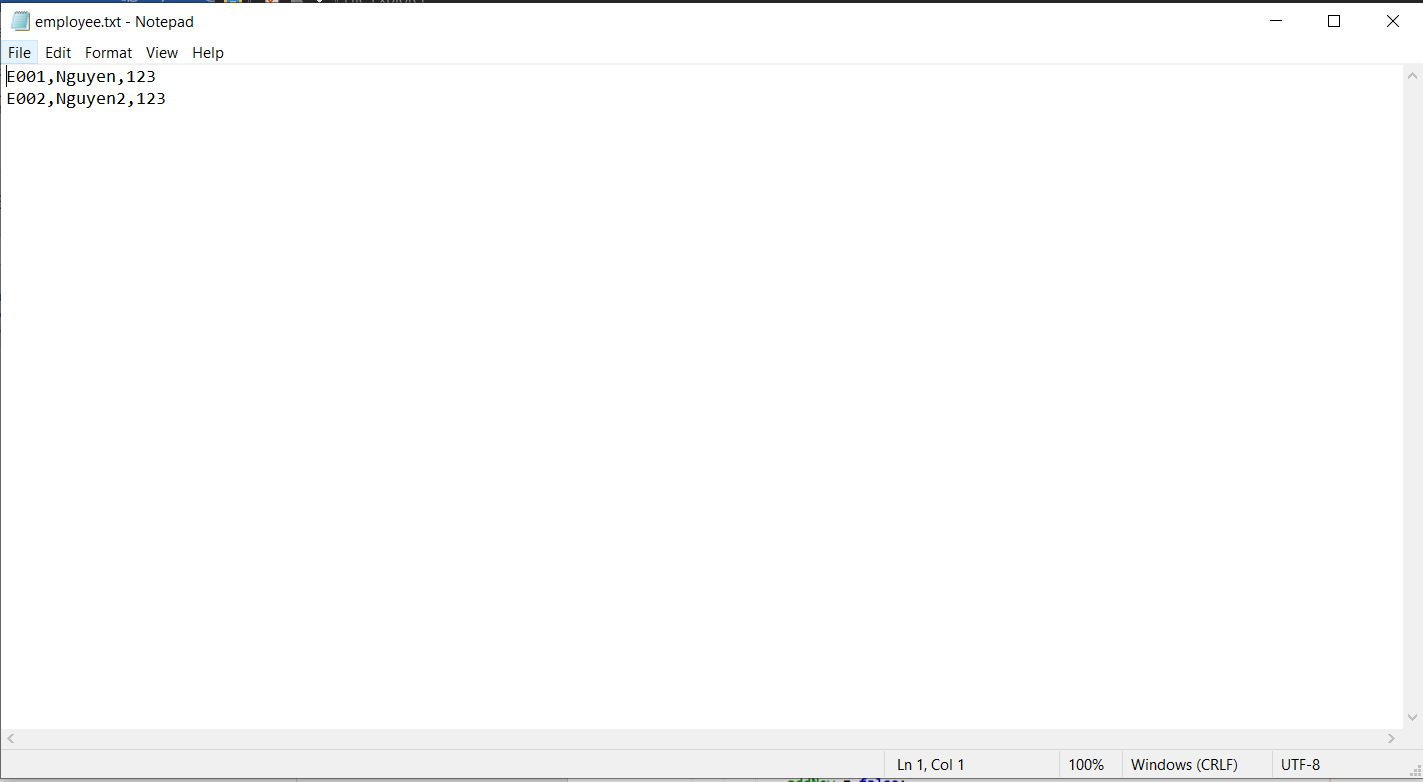 employee.txt - Notepad
File Edit Format View Help
E001,Nguyen,123
E002,Nguyen2,123
Ln 1, Col 1 100% Windows (CRLF) UTF-8